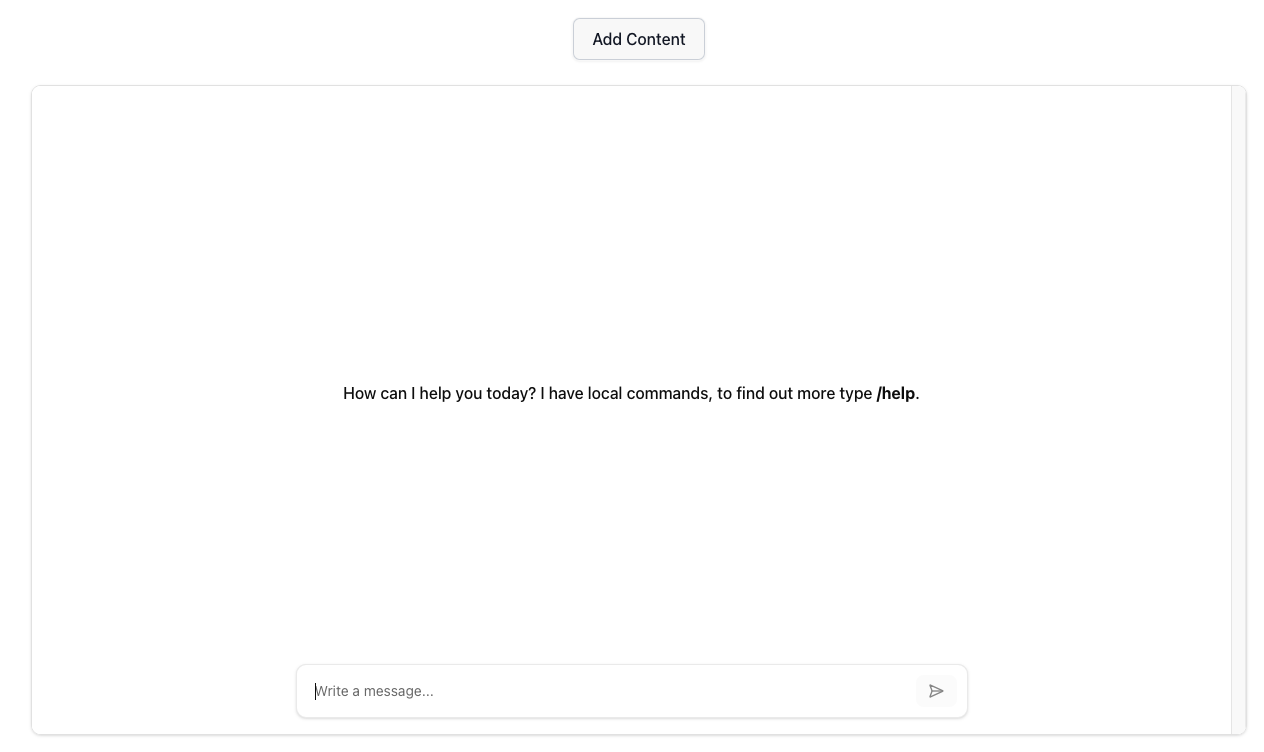 Add Content
How can I help you today? I have local commands, to find out more type /help.
Write a message...